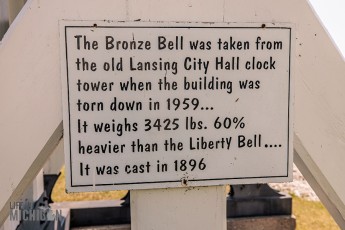 The Bronze Bell was taken from
the old Lansing City Hall clock
tower when the building was
torn down in 1959...
It weighs 3425 lbs. 60%
heavier than the Liberty Bell....
It was cast in 1896
LIFE IN
MICHIGAN